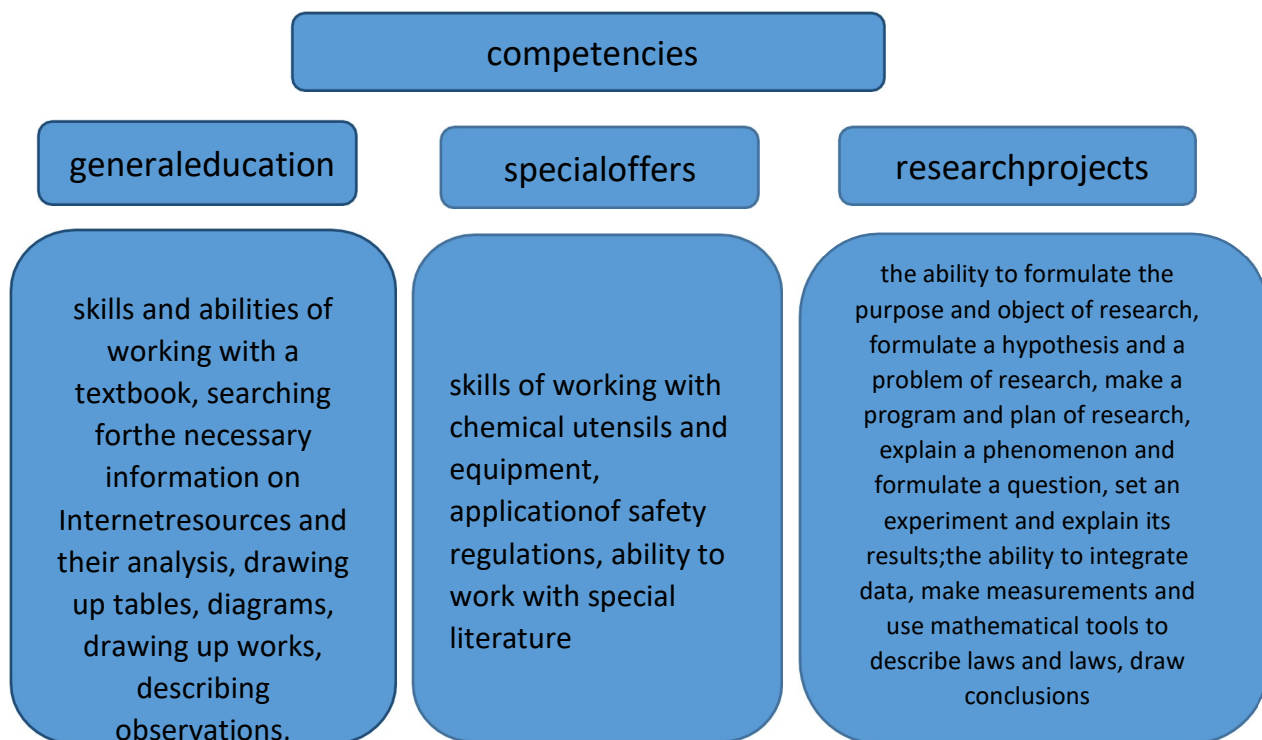 competencies
generaleducation
specialoffers
researchprojects
skills and abilities of
working with a
textbook, searching
forthe necessary
information on
Internetresources and
their analysis, drawing
up tables, diagrams,
drawing up works,
describing
observations.
skills of working with
chemical utensils and
equipment,
applicationof safety
regulations, ability to
work with special
literature
the ability to formulate the
purpose and object of research,
formulate a hypothesis and a
problem of research, make a
program and plan of research,
explain a phenomenon and
formulate a question, set an
experiment and explain its
results;the ability to integrate
data, make measurements and
use mathematical tools to
describe laws and laws, draw
conclusions